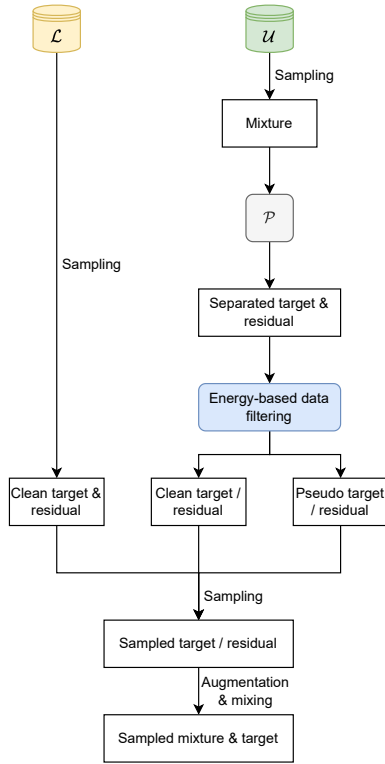 ℒ
𝒰
Sampling
Mixture
𝒫
Sampling
Separated target &
residual
Energy-based data
filtering
Clean target &
residual
Clean target /
residual
Pseudo target
/ residual
Sampling
Sampled target / residual
Augmentation
& mixing
Sampled mixture & target